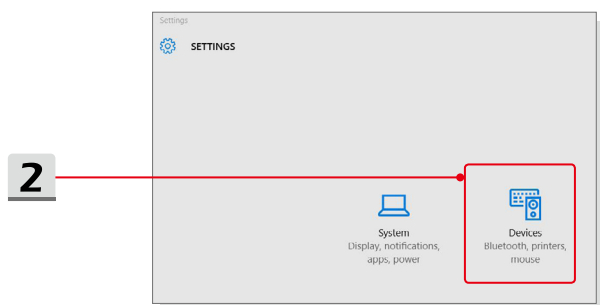 Settings
SETTINGS
2
System
Display, notifications,
apps, power
Devices
Bluetooth, printers,
mouse